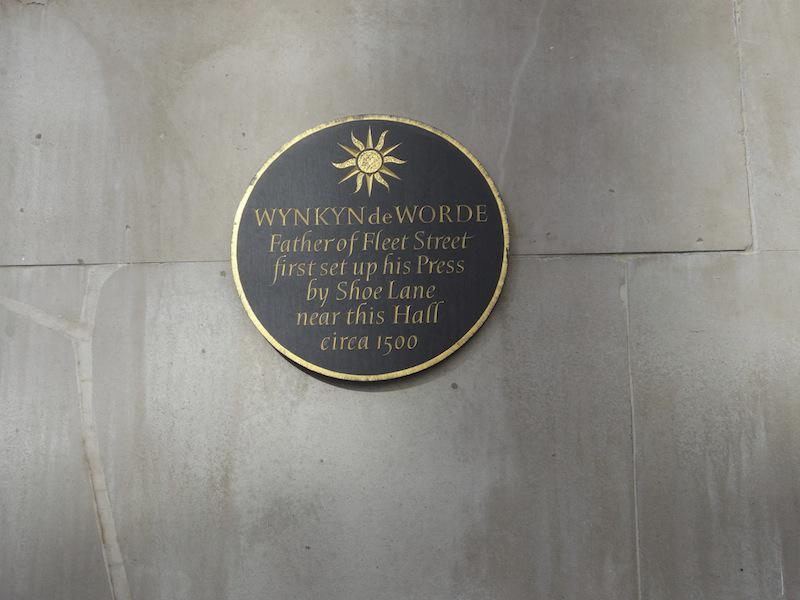 WYNKYN de WORDE
Father of Fleet Street
first set up his Press
by Shoe Lane
near this Hall
circa 1500